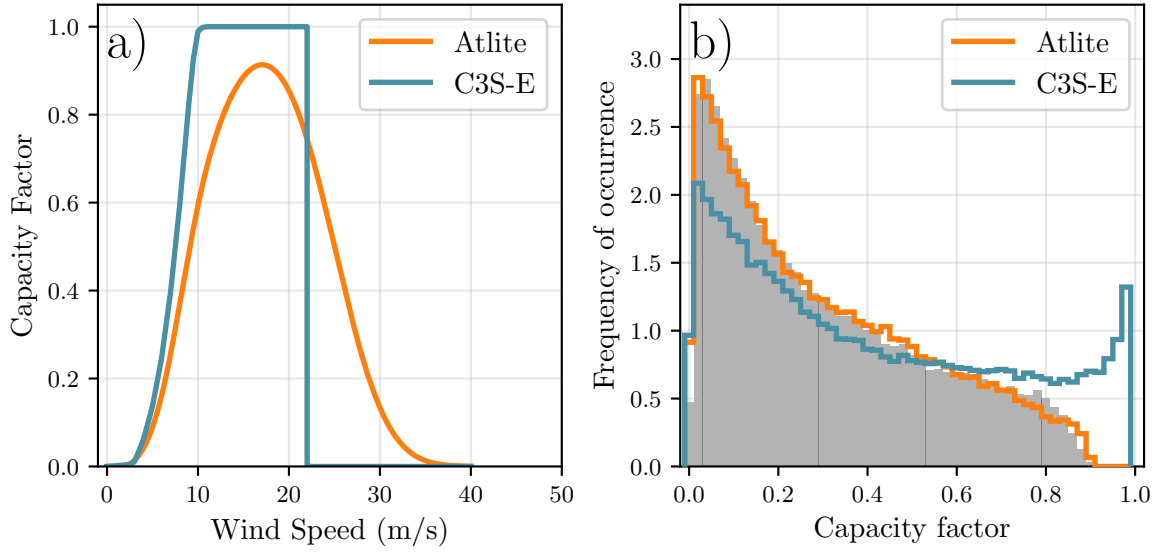 a)
Atlite
C3S-E
Capacity Factor
1.0
0.8
0.6
0.4
0.2
0.0
0
10
20
30
40
50
Wind Speed (m/s)
b)
Atlite
C3S-E
Frequency of occurrence
3.0
2.5
2.0
1.5
1.0
0.5
0.0
0.0
0.2
0.4
0.6
0.8
1.0
Capacity factor